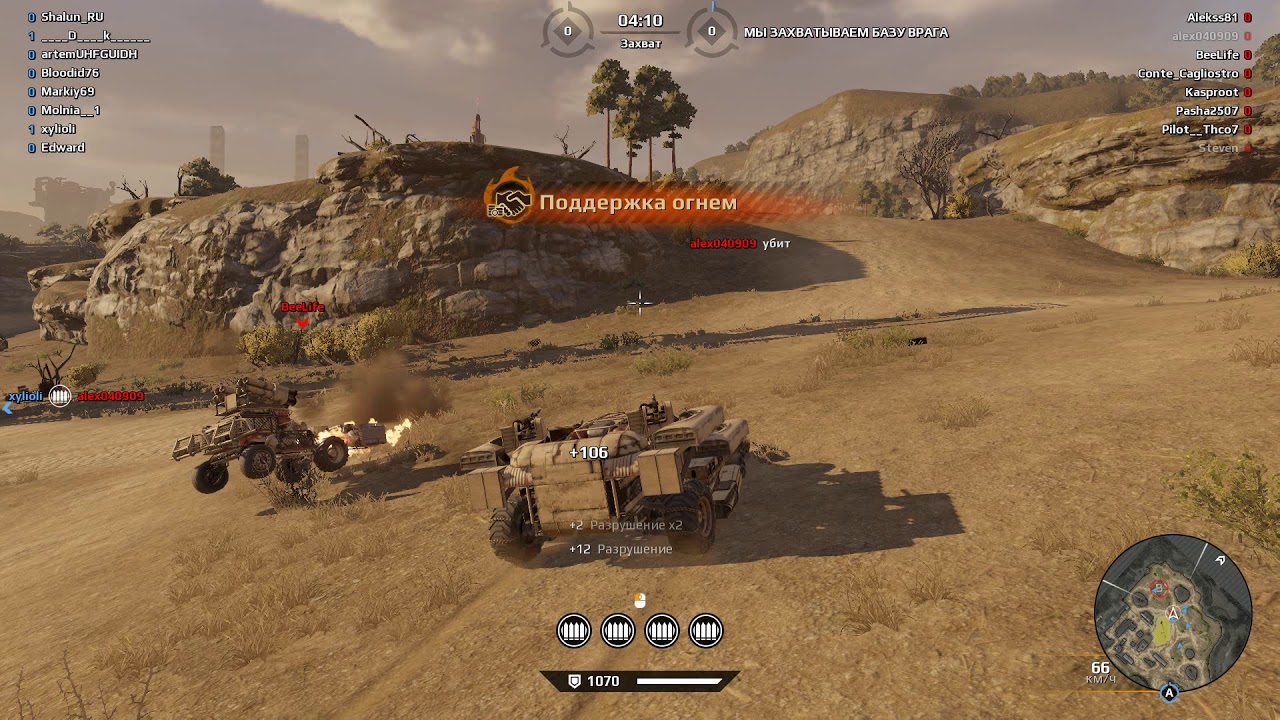 0 Shalun_RU
1 ____D____k______
0 artemUHFGUIDH
0 Bloodid76
0 Markiy69
0 Molnia__1
1 xylioli
0 Edward
0
04:10
Захват
0
МЫ ЗАХВАТЫВАЕМ БАЗУ ВРАГА
Alekss81 0
alex040909 0
BeeLife 0
Conte_Cagliostro 0
Kasproot 0
Pasha2507 0
Pilot__Thco7 0
Steven
Поддержка огнем
alex040909 убит
BeeLife
xylioli alex040909
+106
+2 Разрушение x2
+12 Разрушение
1070
66
КМ/Ч
B
A